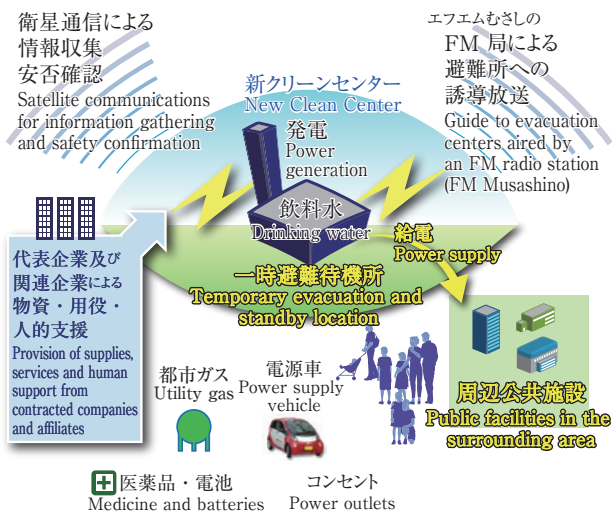 衛星通信による
情報収集
安否確認
Satellite communications
for information gathering
and safety confirmation
エフエムむさしの
FM 局による
避難所への
誘導放送
Guide to evacuation
centers aired by
an FM radio station
(FM Musashino)
新クリーンセンター
New Clean Center
発電
Power
generation
飲料水
Drinking water
給電
Power supply
一時避難待機所
Temporary evacuation and
standby location
代表企業及び
関連企業による
物資・用役・
人的支援
Provision of supplies,
services and human
support from
contracted companies
and affiliates
都市ガス
Utility gas
電源車
Power supply
vehicle
周辺公共施設
Public facilities in the
surrounding area
医薬品・電池
Medicine and batteries
コンセント
Power outlets